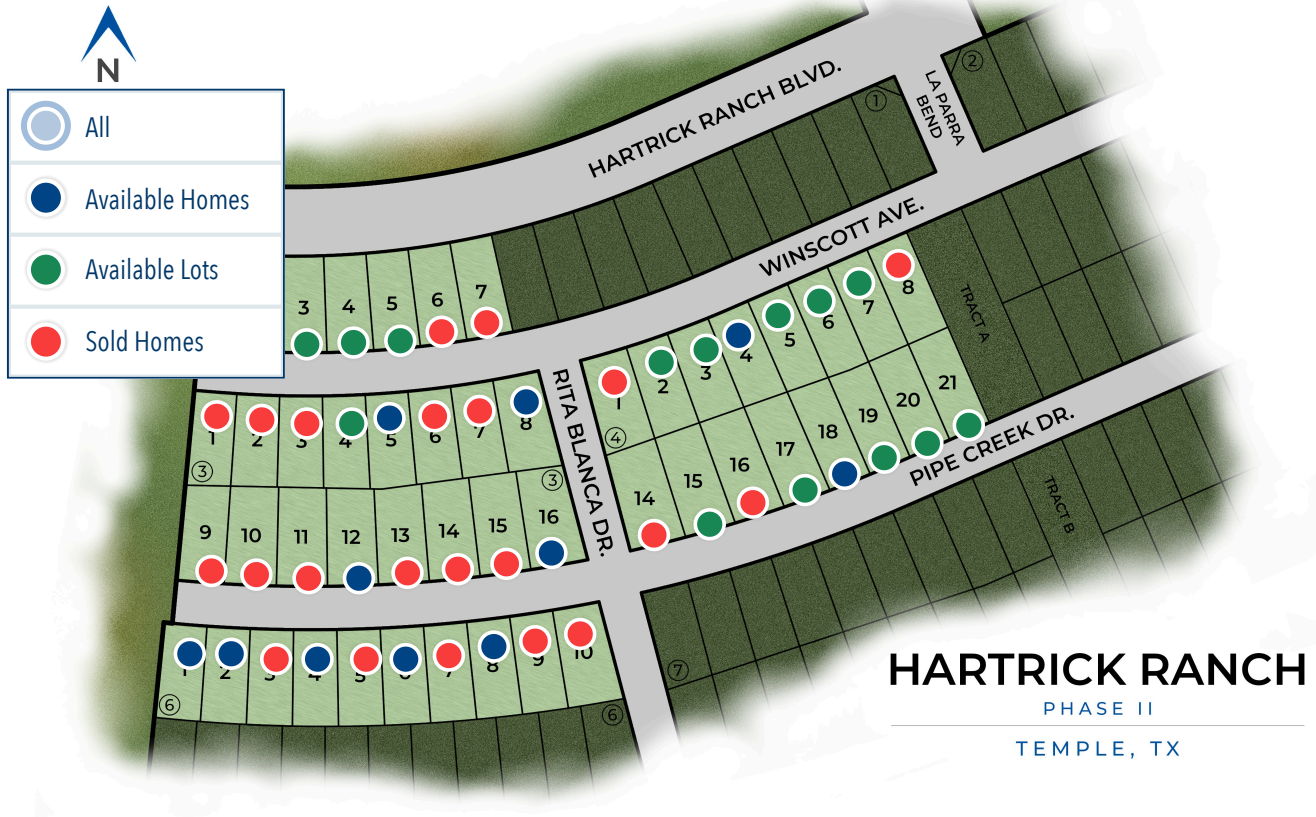 N
All
Available Homes
Available Lots
Sold Homes
HARTRICK RANCH BLVD.
LA PARRA
BEND
①
②
WINSCOTT AVE.
3 4 5 6 7
1 2 3 4 5 6 7 8
③
③
9 10 11 12 13 14 15 16
RITA BLANCA DR.
1 2 3 4 5 6 7 8
④
14 15 16 17 18 19 20 21
TRACT A
PIPE CREEK DR.
TRACT B
1 2 3 4 5 6 7 8 9 10
⑥
⑥
⑦
HARTRICK RANCH
PHASE II
TEMPLE, TX